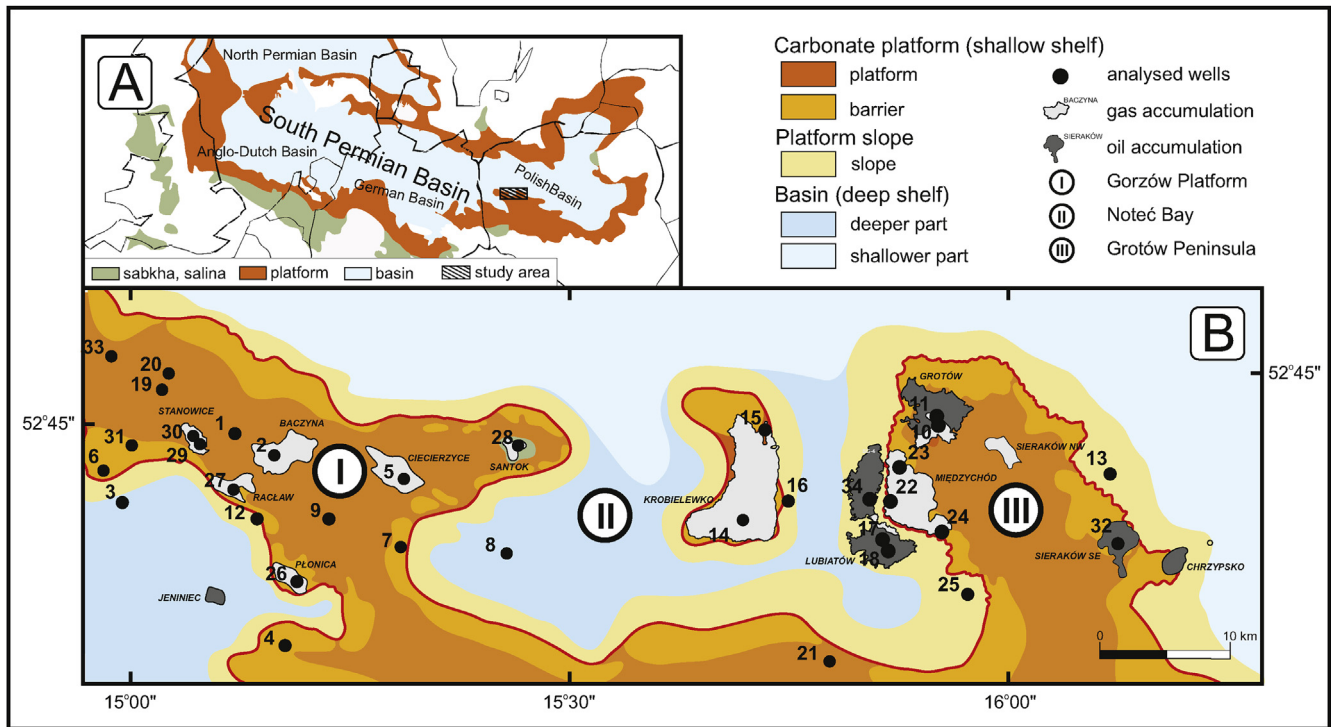 A
North Permian Basin
South Permian Basin
Anglo-Dutch Basin
German Basin
PolishBasin
sabkha, salina
platform
basin
study area
Carbonate platform (shallow shelf)
platform
barrier
Platform slope
slope
Basin (deep shelf)
deeper part
shallower part
analysed wells
BACZYNA
gas accumulation
SIERAKÓW
oil accumulation
I
Gorzów Platform
II
Noteć Bay
III
Grotów Peninsula
B
52°45"
52°45"
33
20
19
STANOWICE
1
BACZYNA
30
31
29
2
6
27
RACŁAW
3
12
9
I
CIECIERZYCE
5
28
SANTOK
7
8
26
PŁONICA
JENINIEC
4
II
15
KROBIELEWKO
14
16
GROTÓW
11
10
23
SIERAKÓW NW
13
34
22
MIĘDZYCHÓD
III
17
24
18
LUBIATÓW
32
SIERAKÓW SE
CHRZYPSKO
25
21
0
10 km
15°00"
15°30"
16°00"